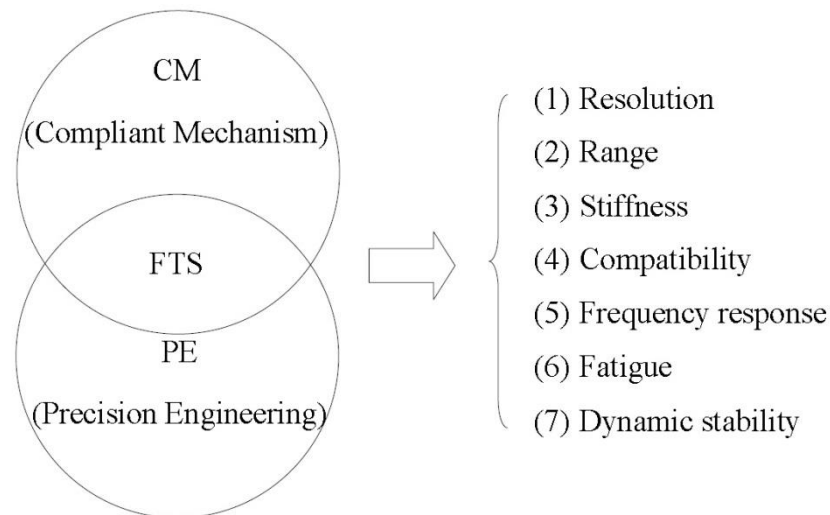 CM
(Compliant Mechanism)
FTS
PE
(Precision Engineering)
(1) Resolution
(2) Range
(3) Stiffness
(4) Compatibility
(5) Frequency response
(6) Fatigue
(7) Dynamic stability